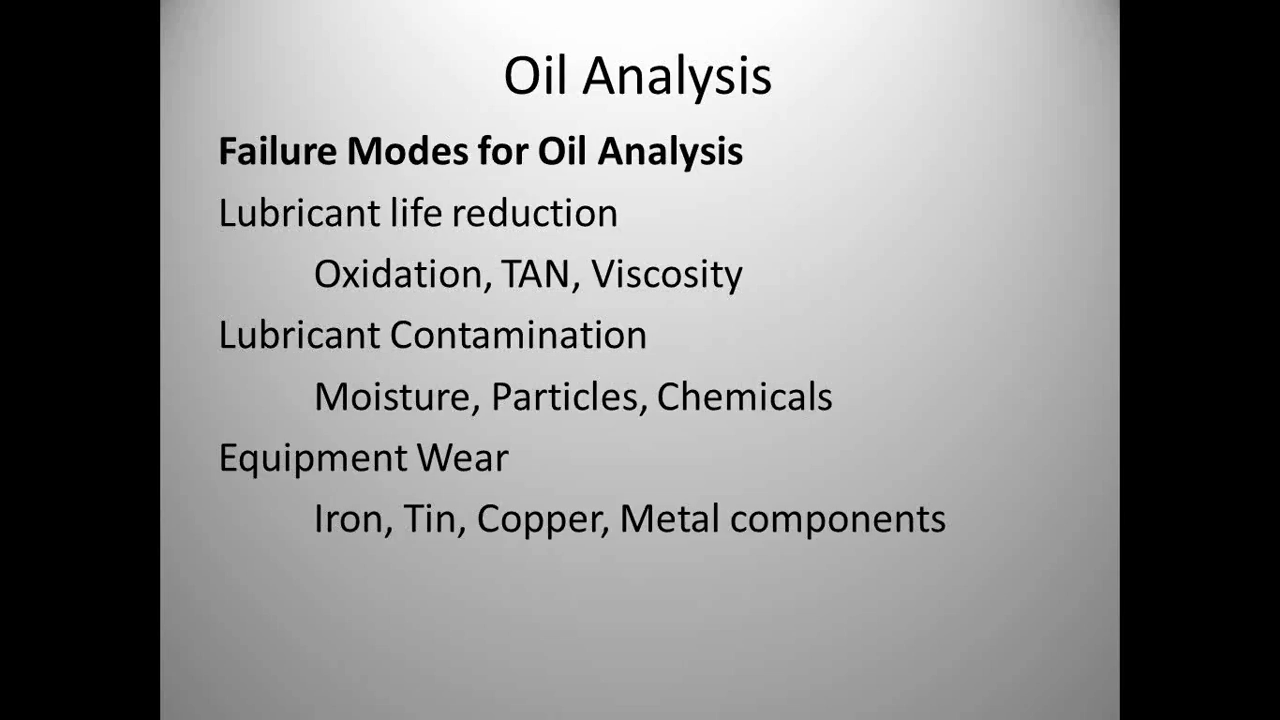 Oil Analysis
Failure Modes for Oil Analysis
Lubricant life reduction
Oxidation, TAN, Viscosity
Lubricant Contamination
Moisture, Particles, Chemicals
Equipment Wear
Iron, Tin, Copper, Metal components